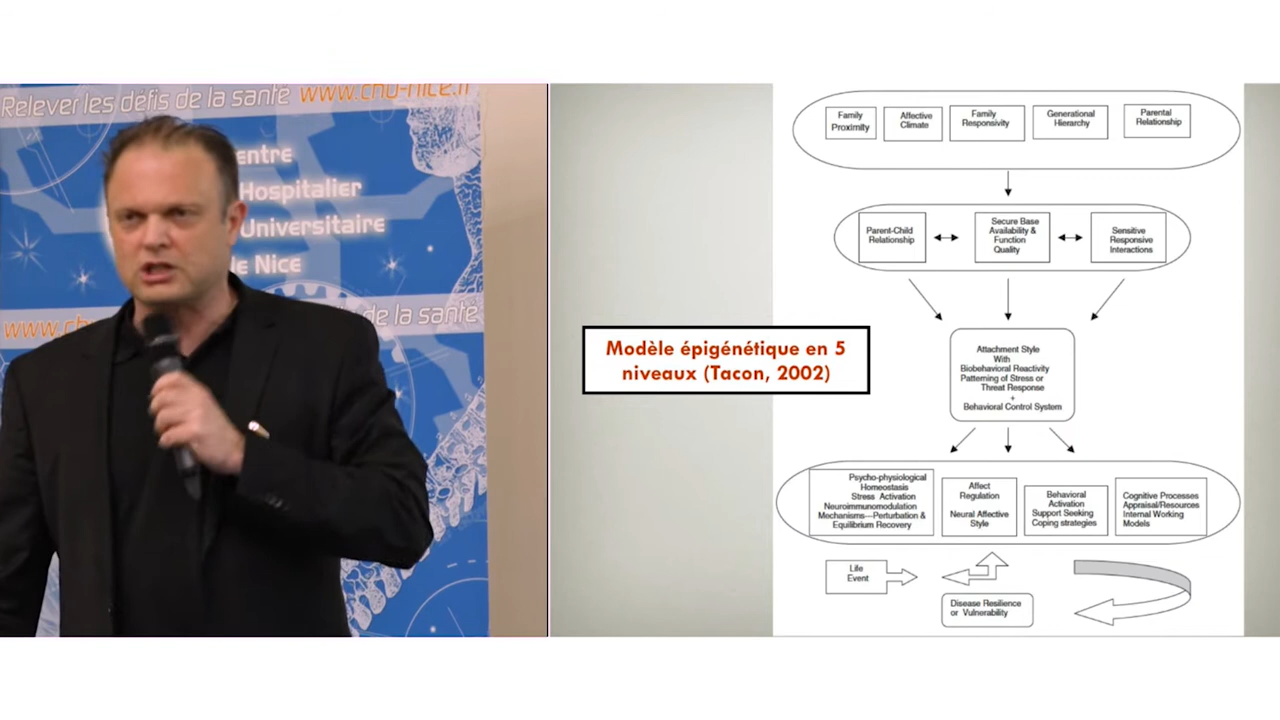 Relever les défis de la santé www.chu-nice.fr
entre
Hospitalier
Universitaire
de Nice
www.chu
de la santé
Modèle épigénétique en 5
niveaux (Tacon, 2002)
Family
Proximity
Affective
Climate
Family
Responsivity
Generational
Hierarchy
Parental
Relationship
Parent-Child
Relationship
Secure Base
Availability &
Function
Quality
Sensitive
Responsive
Interactions
Attachment Style
With
Biobehavioral Reactivity
Patterning of Stress or
Threat Response
+
Behavioral Control System
Psycho-physiological
Homeostasis
Stress Activation
Neuroimmunomodulation
Mechanisms---Perturbation &
Equilibrium Recovery
Affect
Regulation
Neural Affective
Style
Behavioral
Activation
Support Seeking
Coping strategies
Cognitive Processes
Appraisal/Resources
Internal Working
Models
Life
Event
Disease Resilience
or Vulnerability